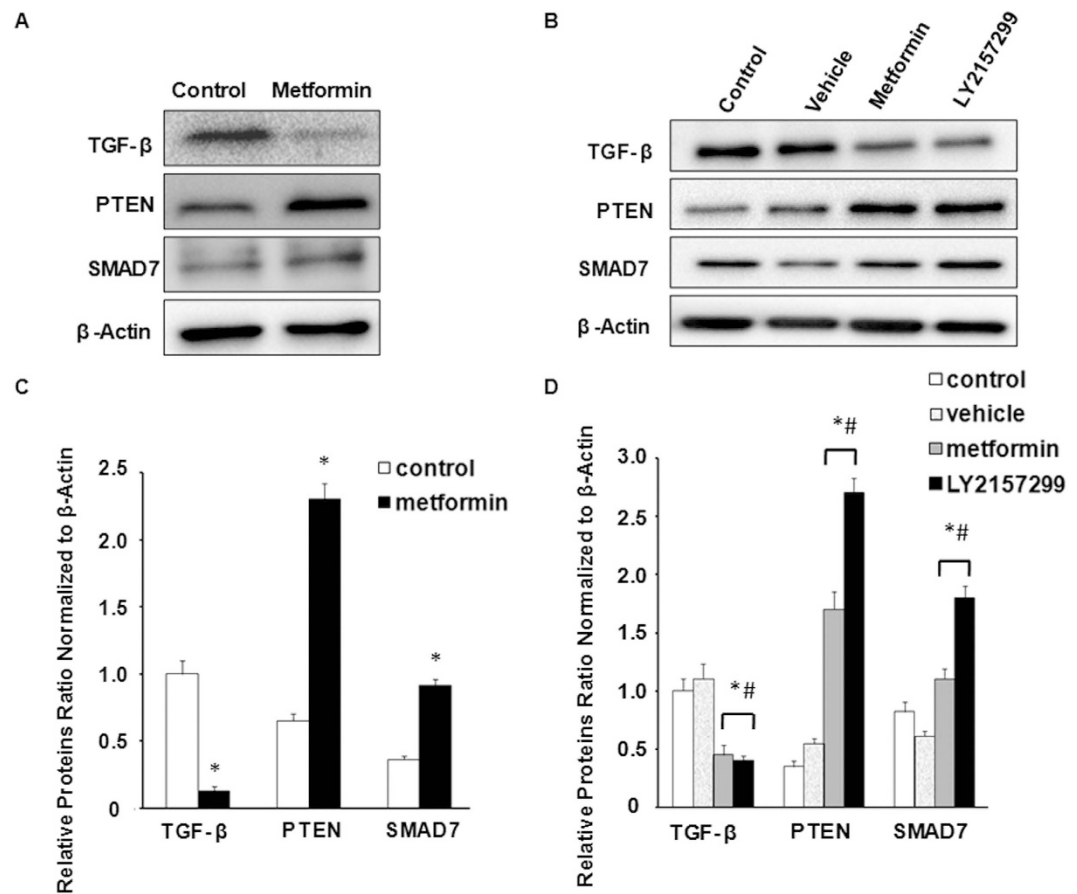 A
Control Metformin
TGF-β
PTEN
SMAD7
β-Actin
B
Control Vehicle Metformin LY2157299
TGF-β
PTEN
SMAD7
β-Actin
C
Relative Proteins Ratio Normalized to β-Actin
2.5
2.0
1.5
1.0
0.5
0
control
metformin
*
*
*
TGF-β PTEN SMAD7
D
control
vehicle
metformin
LY2157299
Relative Proteins Ratio Normalized to β-Actin
3.0
2.5
2.0
1.5
1.0
0.5
0
*#
*#
*#
TGF-β PTEN SMAD7